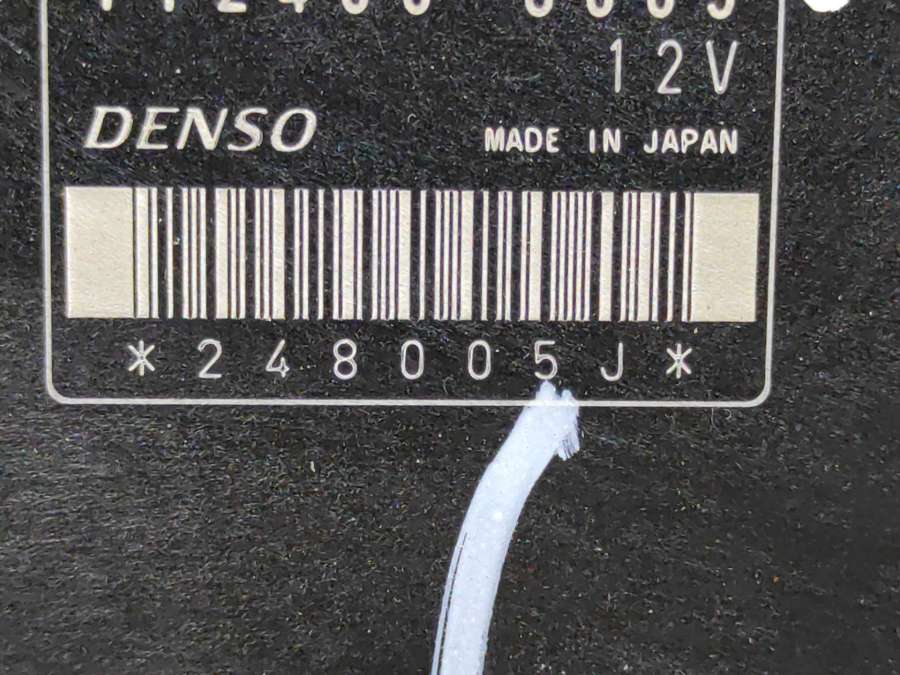 12V
DENSO MADE IN JAPAN
*248005J*